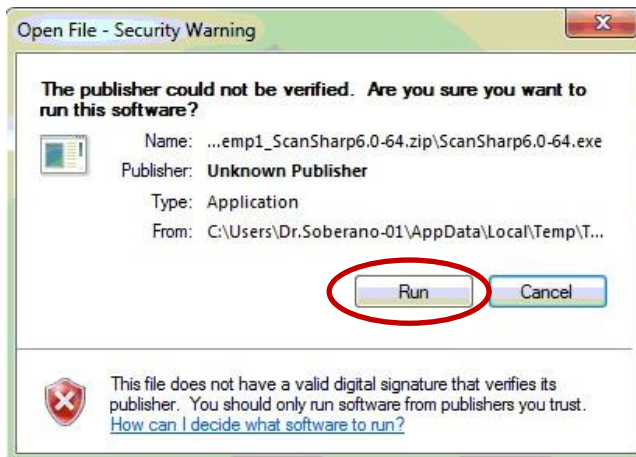 Open File - Security Warning
The publisher could not be verified. Are you sure you want to
run this software?
Name: ...emp1_ScanSharp6.0-64.zip\ScanSharp6.0-64.exe
Publisher: Unknown Publisher
Type: Application
From: C:\Users\Dr.Soberano-01\AppData\Local\Temp\T...
Run Cancel
This file does not have a valid digital signature that verifies its
publisher. You should only run software from publishers you trust.
How can I decide what software to run?